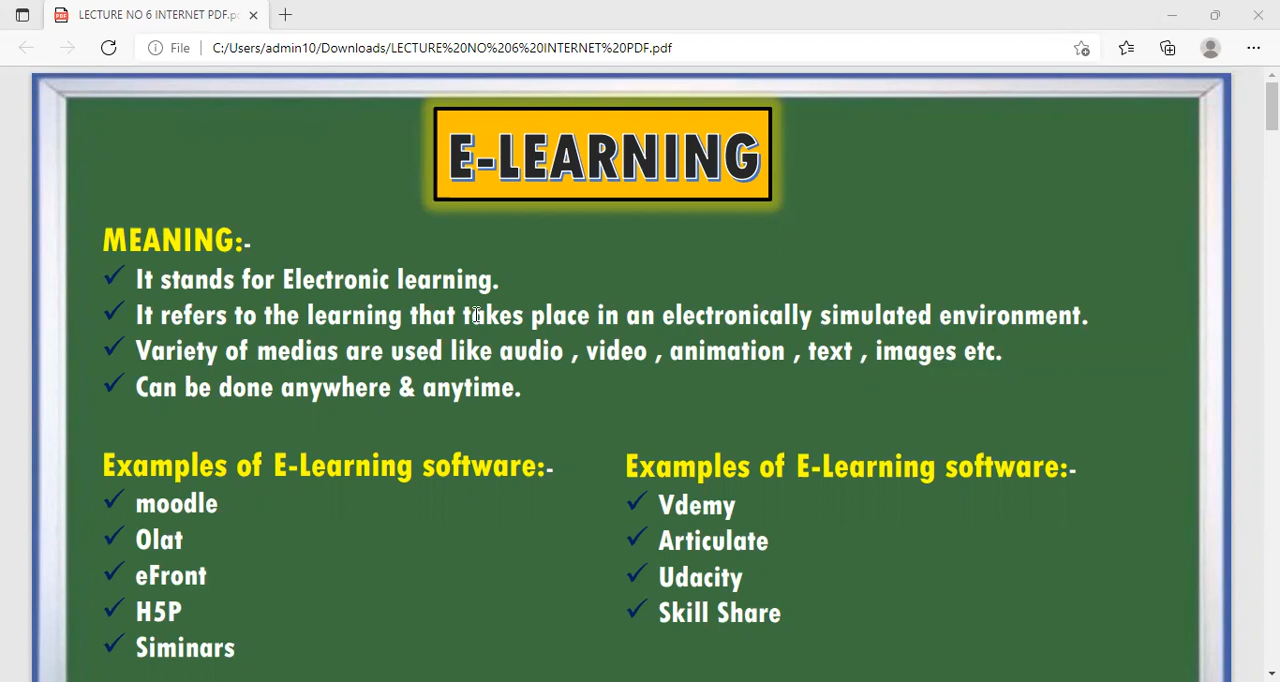 LECTURE NO 6 INTERNET PDF.p
File
C:/Users/admin10/Downloads/LECTURE%20NO%206%20INTERNET%20PDF.pdf
E-LEARNING
MEANING:-
It stands for Electronic learning.
It refers to the learning that takes place in an electronically simulated environment.
Variety of medias are used like audio , video , animation , text , images etc.
Can be done anywhere & anytime.
Examples of E-Learning software:-
moodle
Olat
eFront
H5P
Siminars
Examples of E-Learning software:-
Vdemy
Articulate
Udacity
Skill Share